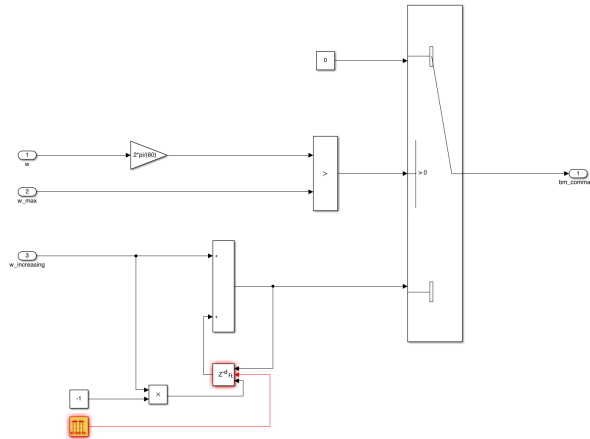 0
1
w
2*pi/(60)
>
> 0
2
w_max
1
bm_comma
3
w_increasing
+
+
Z-d
-1
×